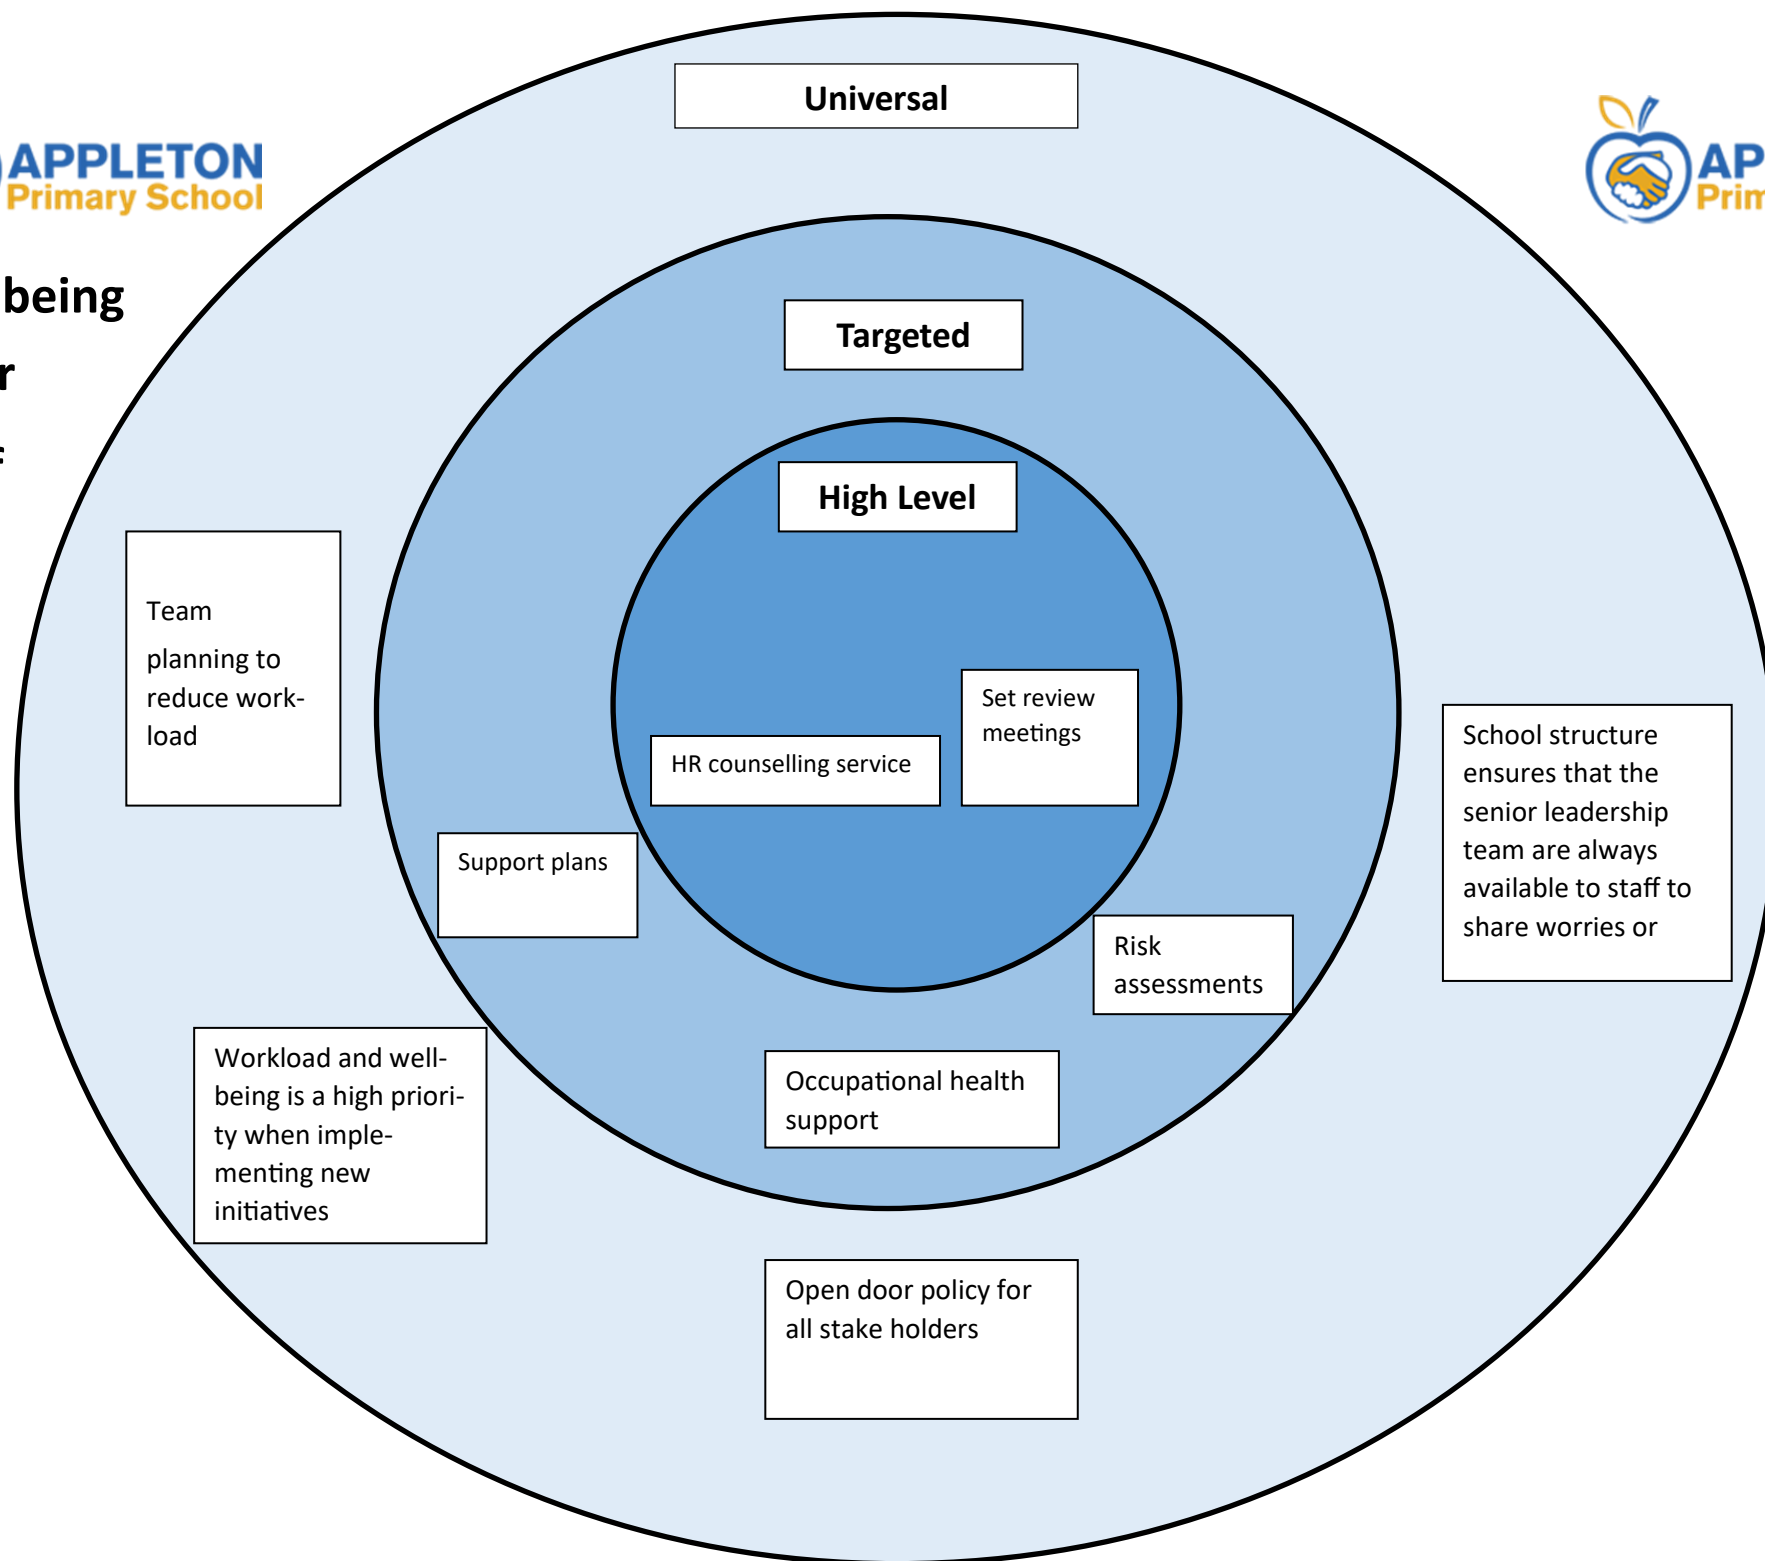 Universal
APPLETON
Primary School
AP
Prim
being
r
Targeted
High Level
Team
planning to
reduce work-
load
Set review
meetings
HR counselling service
School structure
ensures that the
senior leadership
team are always
available to staff to
share worries or
Support plans
Risk
assessments
Workload and well-
being is a high priori-
ty when imple-
menting new
initiatives
Occupational health
support
Open door policy for
all stake holders